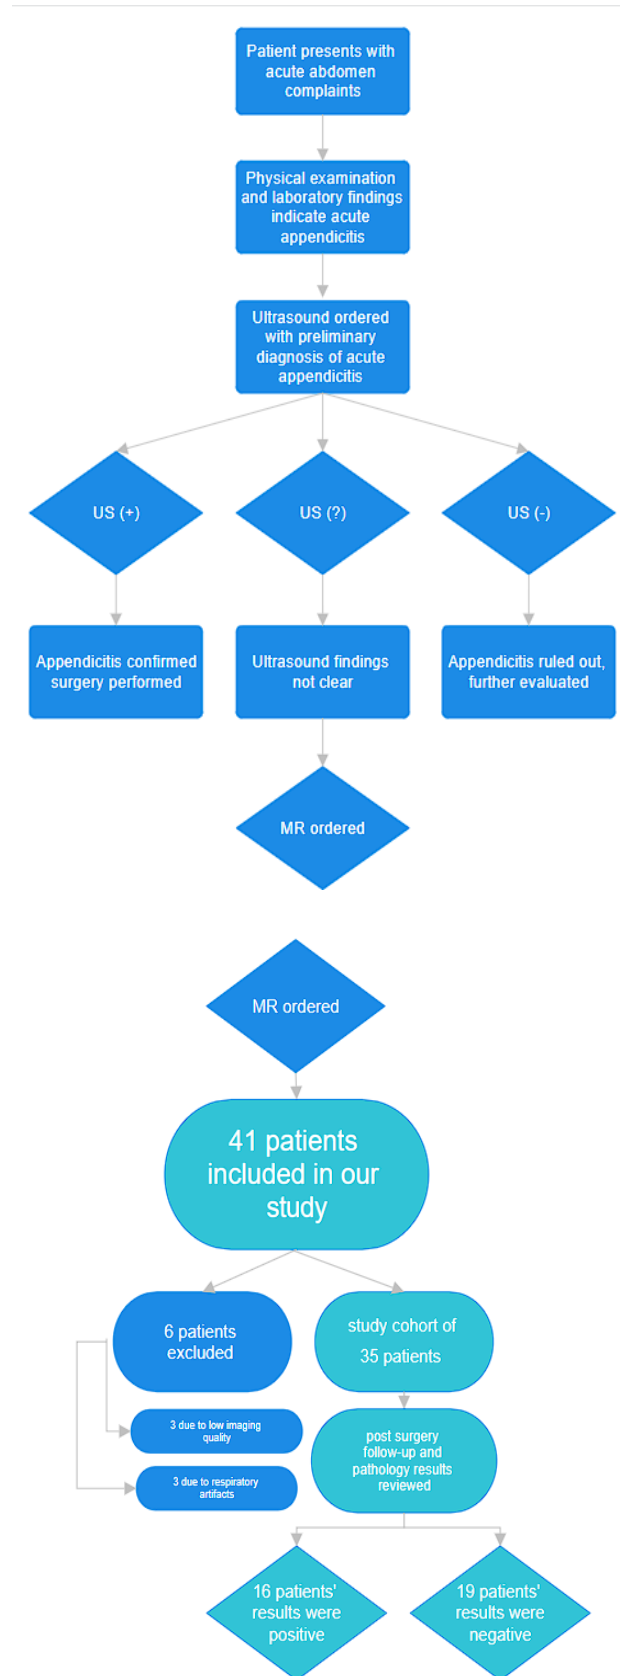 Patient presents with
acute abdomen
complaints
Physical examination
and laboratory findings
indicate acute
appendicitis
Ultrasound ordered
with preliminary
diagnosis of acute
appendicitis
US (+)
US (?)
US (-)
Appendicitis confirmed
surgery performed
Ultrasound findings
not clear
Appendicitis ruled out,
further evaluated
MR ordered
MR ordered
41 patients
included in our
study
6 patients
excluded
study cohort of
35 patients
3 due to low imaging
quality
3 due to respiratory
artifacts
post surgery
follow-up and
pathology results
reviewed
16 patients'
results were
positive
19 patients'
results were
negative